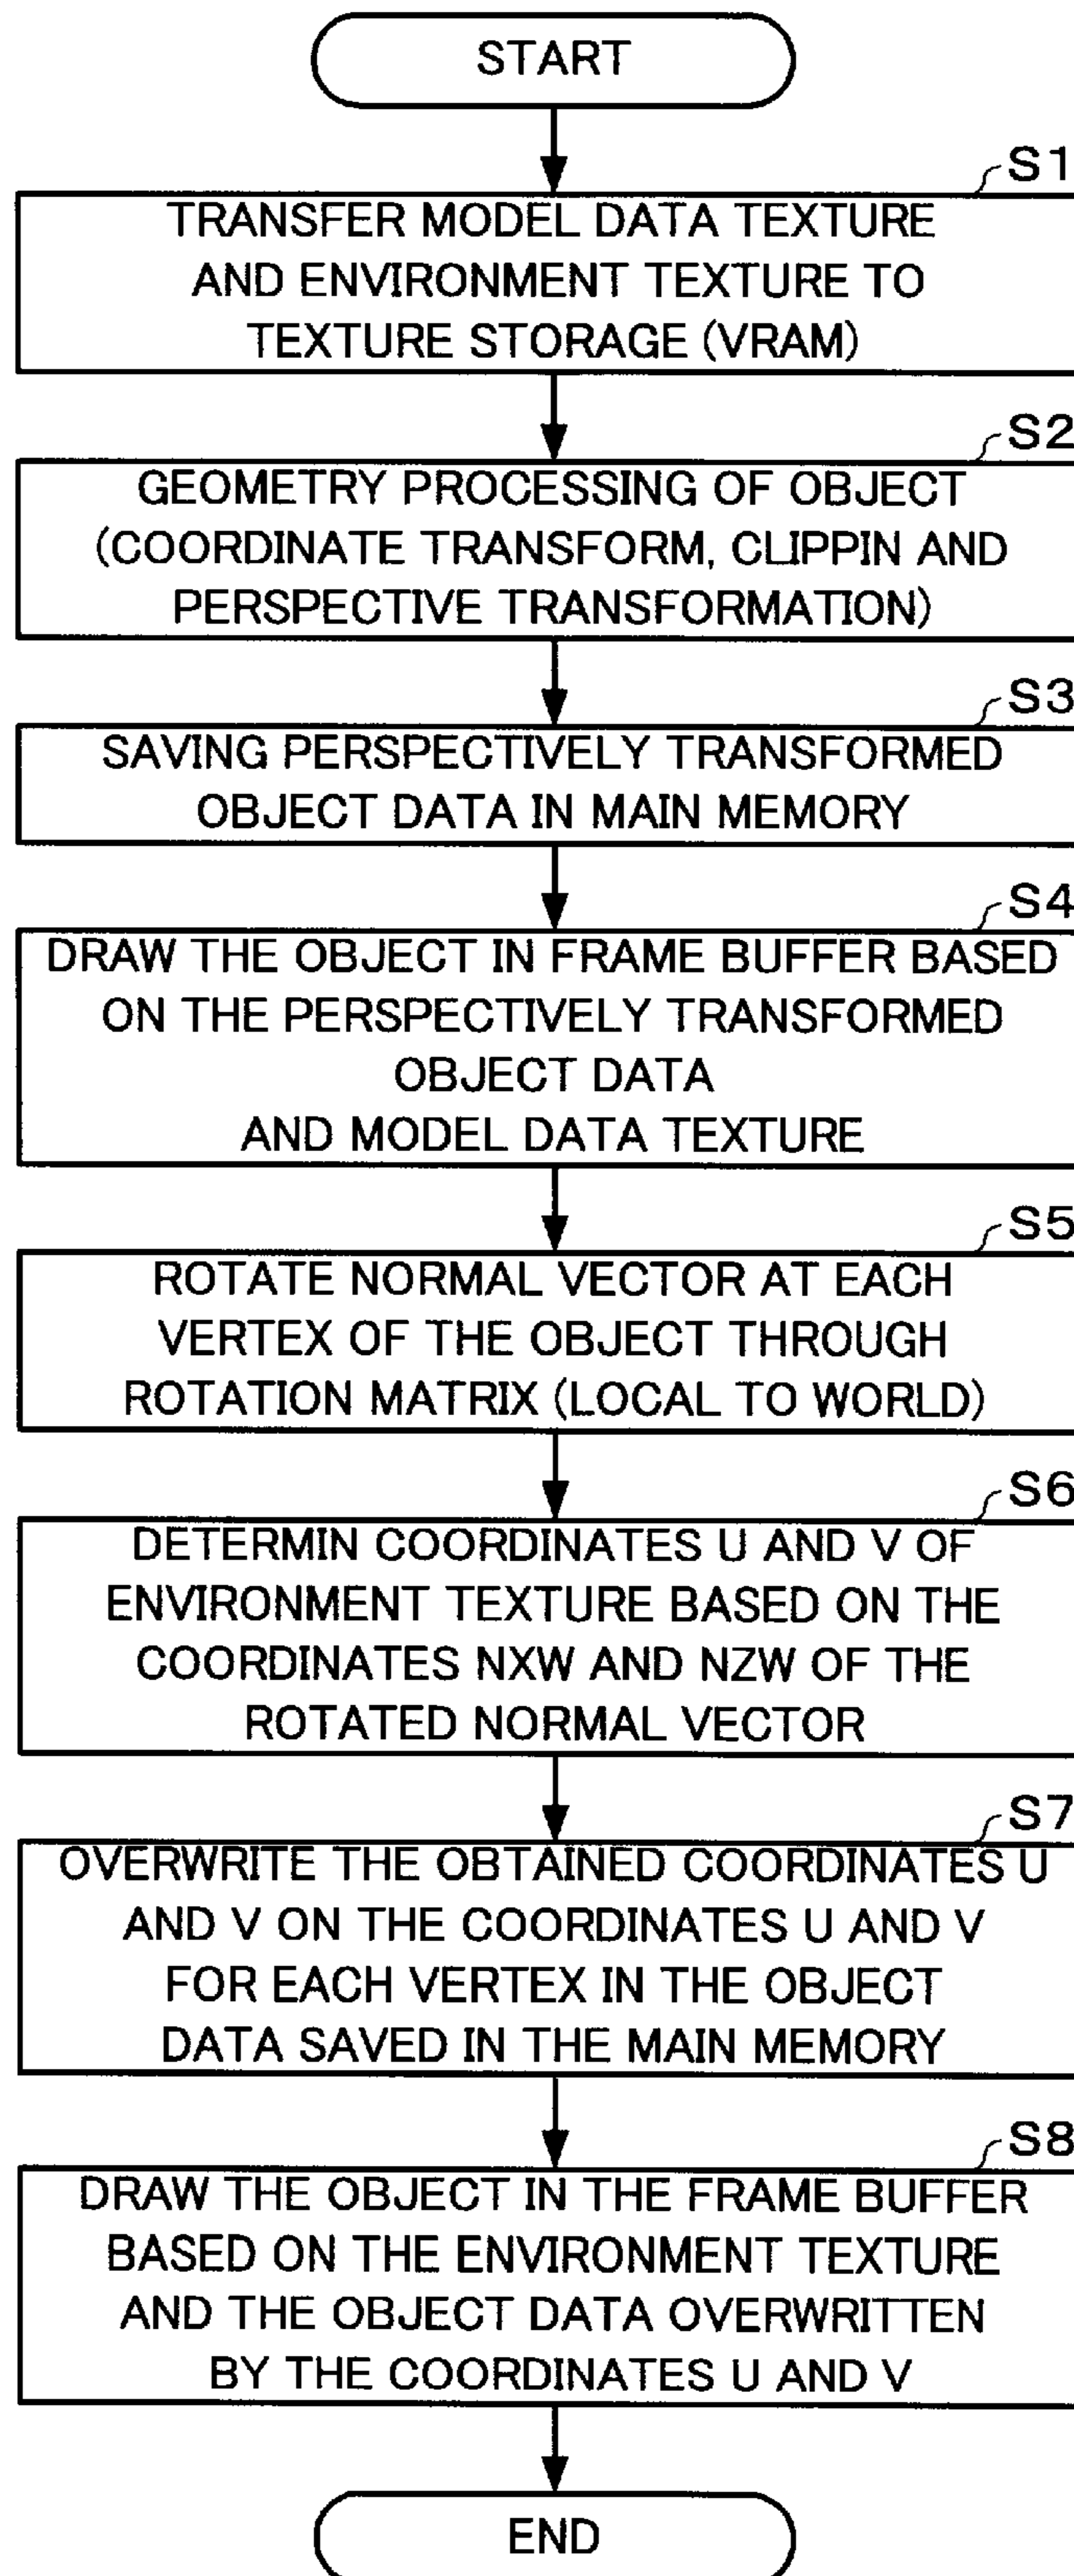 START
S1
TRANSFER MODEL DATA TEXTURE
AND ENVIRONMENT TEXTURE TO
TEXTURE STORAGE (VRAM)
S2
GEOMETRY PROCESSING OF OBJECT
(COORDINATE TRANSFORM, CLIPPIN AND
PERSPECTIVE TRANSFORMATION)
S3
SAVING PERSPECTIVELY TRANSFORMED
OBJECT DATA IN MAIN MEMORY
S4
DRAW THE OBJECT IN FRAME BUFFER BASED
ON THE PERSPECTIVELY TRANSFORMED
OBJECT DATA
AND MODEL DATA TEXTURE
S5
ROTATE NORMAL VECTOR AT EACH
VERTEX OF THE OBJECT THROUGH
ROTATION MATRIX (LOCAL TO WORLD)
S6
DETERMIN COORDINATES U AND V OF
ENVIRONMENT TEXTURE BASED ON THE
COORDINATES NXW AND NZW OF THE
ROTATED NORMAL VECTOR
S7
OVERWRITE THE OBTAINED COORDINATES U
AND V ON THE COORDINATES U AND V
FOR EACH VERTEX IN THE OBJECT
DATA SAVED IN THE MAIN MEMORY
S8
DRAW THE OBJECT IN THE FRAME BUFFER
BASED ON THE ENVIRONMENT TEXTURE
AND THE OBJECT DATA OVERWRITTEN
BY THE COORDINATES U AND V
END